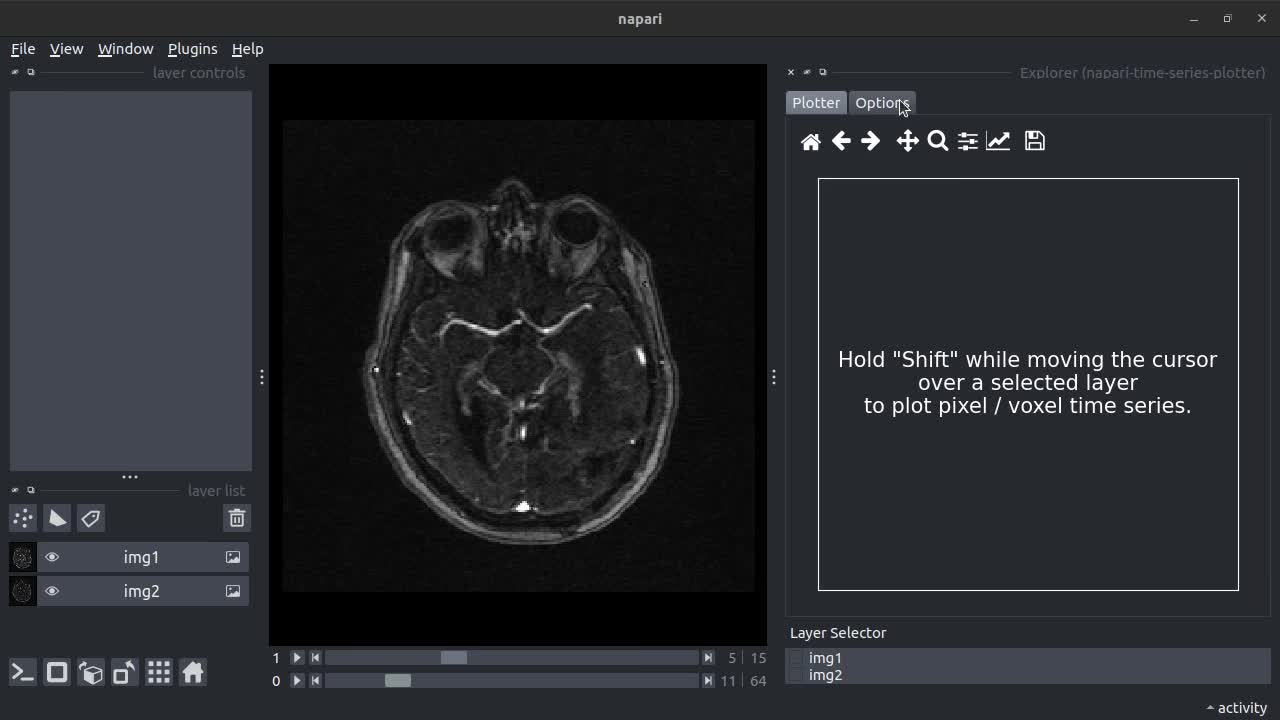 napari
File View Window Plugins Help
layer controls
Explorer (napari-time-series-plotter)
Plotter Options
Hold "Shift" while moving the cursor
over a selected layer
to plot pixel / voxel time series.
layer list
img1
img2
1 5 15
0 11 64
Layer Selector
img1
img2
activity